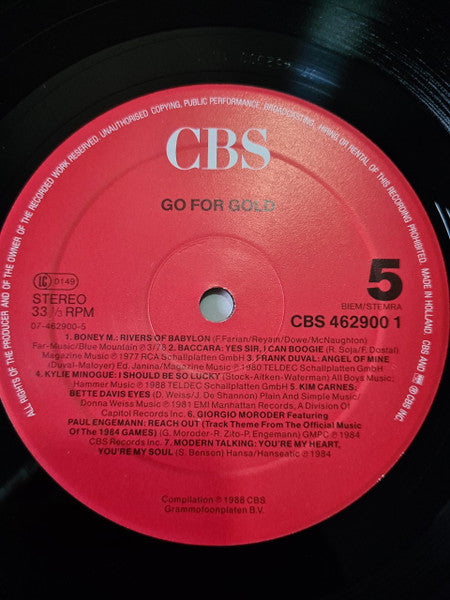 ALL RIGHTS OF THE PRODUCER AND OF THE OWNER OF THE RECORDED WORK RESERVED. UNAUTHORISED COPYING, PUBLIC PERFORMANCE, BROADCASTING, HIRING OR RENTAL OF THIS RECORDING PROHIBITED. MADE IN HOLLAND. CBS AND ® CBS INC.
CBS
GO FOR GOLD
IC 0149
STEREO
33 ⅓ RPM
07-462900-5
5
BIEM/STEMRA
CBS 462900 1
1. BONEY M.: RIVERS OF BABYLON (F.Farian/Reyam/Dowe/McNaughton)
Far-Music/Blue Mountain ℗ 2. BACCARA: YES SIR, I CAN BOOGIE (R. Soja/F. Dostal)
Magazine Music ℗ 1977 RCA Schallplatten GmbH 3. FRANK DUVAL: ANGEL OF MINE
(Duval-Maloyer) Ed. Janina/Magazine Music ℗ 1980 TELDEC Schallplatten GmbH
4. KYLIE MINOGUE: I SHOULD BE SO LUCKY (Stock-Aitken-Waterman) All Boys Music/
Hammer Music ℗ 1988 TELDEC Schallplatten GmbH 5. KIM CARNES:
BETTE DAVIS EYES (D. Weiss/J. De Shannon) Plain And Simple Music/
Donna Weiss Music ℗ 1981 EMI Manhattan Records, A Division Of
Capitol Records Inc. 6. GIORGIO MORODER Featuring
PAUL ENGEMANN: REACH OUT (Track Theme From The Official Music
Of The 1984 GAMES) (G. Moroder-R. Zito-P. Engemann) GMPC ℗ 1984
CBS Records Inc. 7. MODERN TALKING: YOU'RE MY HEART,
YOU'RE MY SOUL (S. Benson) Hansa/Hanseatic ℗ 1984
Compilation ℗ 1988 CBS
Grammofoonplaten B.V.